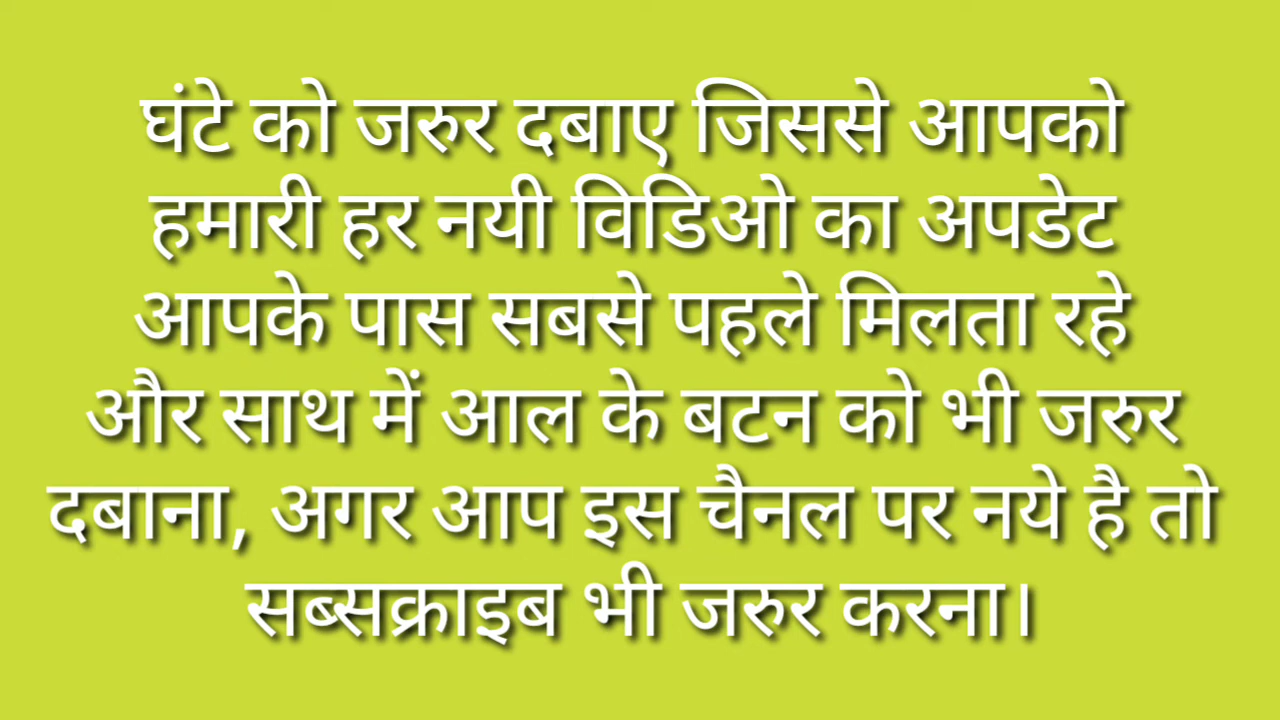 घंटे को जरुर दबाए जिससे आपको
हमारी हर नयी विडिओ का अपडेट
आपके पास सबसे पहले मिलता रहे
और साथ में आल के बटन को भी जरुर
दबाना, अगर आप इस चैनल पर नये है तो
सब्सक्राइब भी जरुर करना।